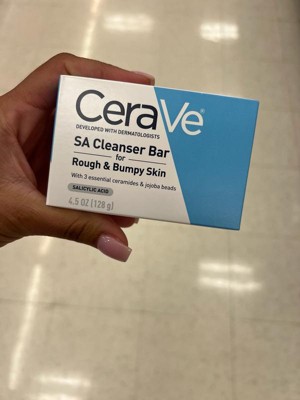 CeraVe®
DEVELOPED WITH DERMATOLOGISTS
SA Cleanser Bar
for
Rough & Bumpy Skin
With 3 essential ceramides & jojoba beads
SALICYLIC ACID
4.5 OZ (128 g)